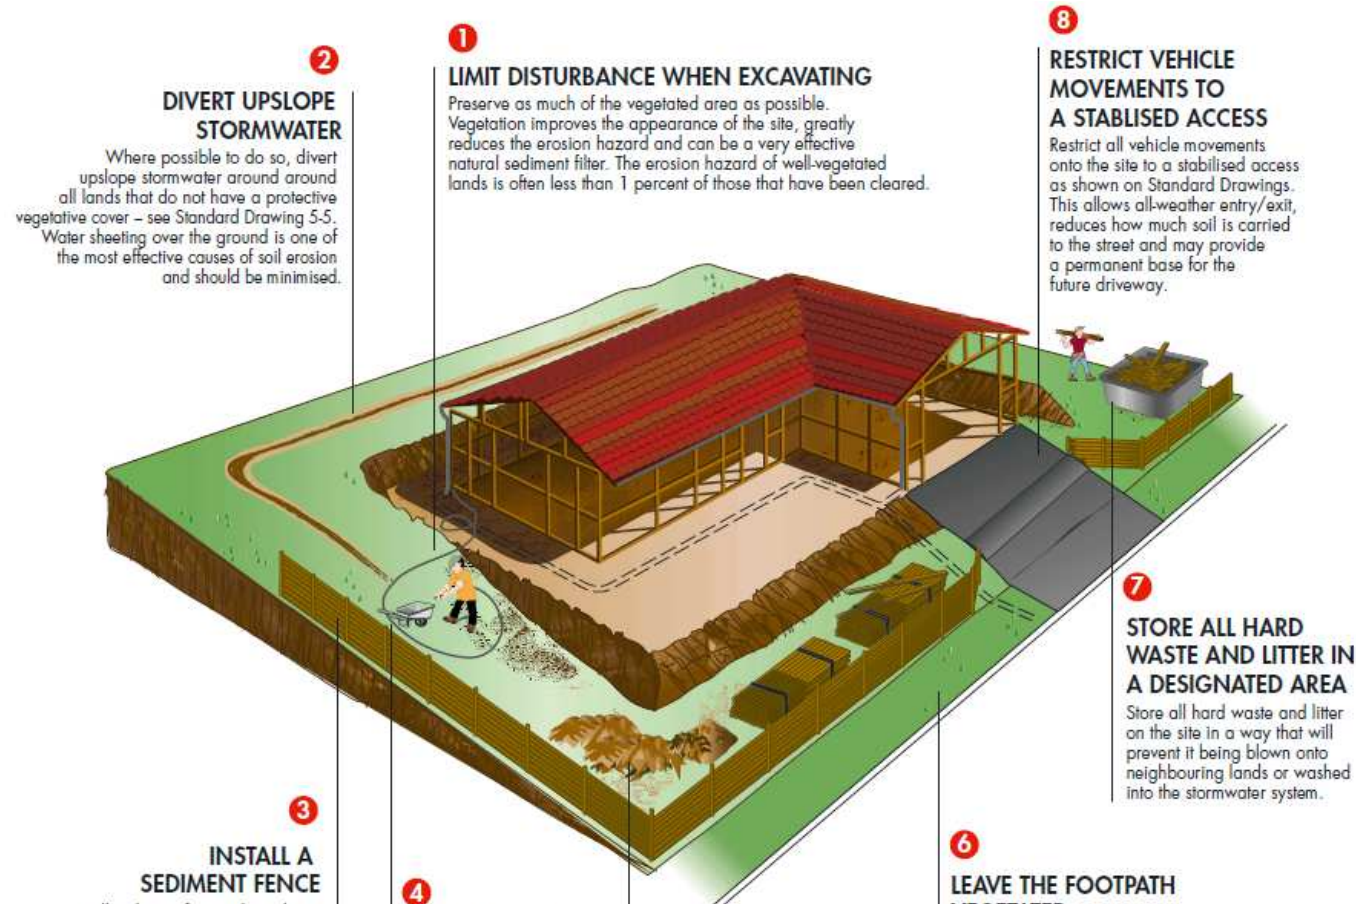 1
LIMIT DISTURBANCE WHEN EXCAVATING
Preserve as much of the vegetated area as possible.
Vegetation improves the appearance of the site, greatly
reduces the erosion hazard and can be a very effective
natural sediment filter. The erosion hazard of well-vegetated
lands is often less than 1 percent of those that have been cleared.
2
DIVERT UPSLOPE
STORMWATER
Where possible to do so, divert
upslope stormwater around around
all lands that do not have a protective
vegetative cover – see Standard Drawing 5-5.
Water sheeting over the ground is one of
the most effective causes of soil erosion
and should be minimised.
8
RESTRICT VEHICLE
MOVEMENTS TO
A STABLISED ACCESS
Restrict all vehicle movements
onto the site to a stabilised access
as shown on Standard Drawings.
This allows all-weather entry/exit,
reduces how much soil is carried
to the street and may provide
a permanent base for the
future driveway.
7
STORE ALL HARD
WASTE AND LITTER IN
A DESIGNATED AREA
Store all hard waste and litter
on the site in a way that will
prevent it being blown onto
neighbouring lands or washed
into the stormwater system.
3
INSTALL A
SEDIMENT FENCE
4
6
LEAVE THE FOOTPATH